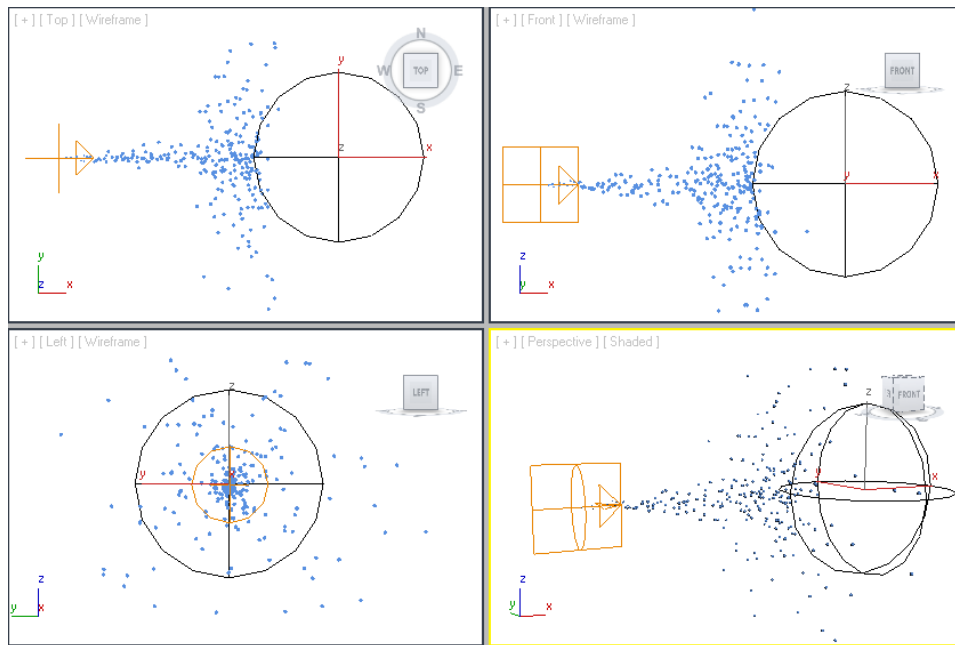 [ + ] [ Top ] [ Wireframe ]
N
W TOP E
S
y
z
x
y
z x
[ + ] [ Front ] [ Wireframe ]
FRONT
z
y
x
z
y x
[ + ] [ Left ] [ Wireframe ]
LEFT
z
y
x
z
y x
[ + ] [ Perspective ] [ Shaded ]
FRONT
z
y
x
z
y x